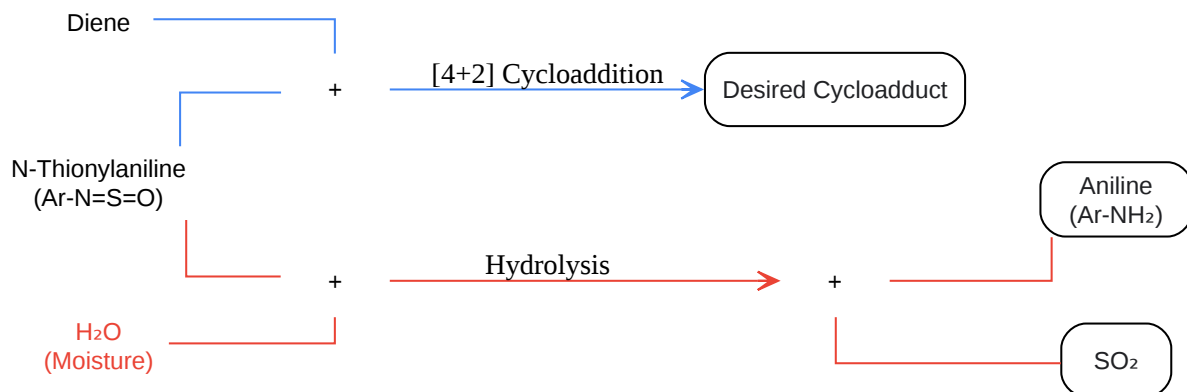 Diene
+
[4+2] Cycloaddition
Desired Cycloadduct
N-Thionylaniline
(Ar-N=S=O)
Aniline
(Ar-NH₂)
+
Hydrolysis
+
H₂O
(Moisture)
SO₂